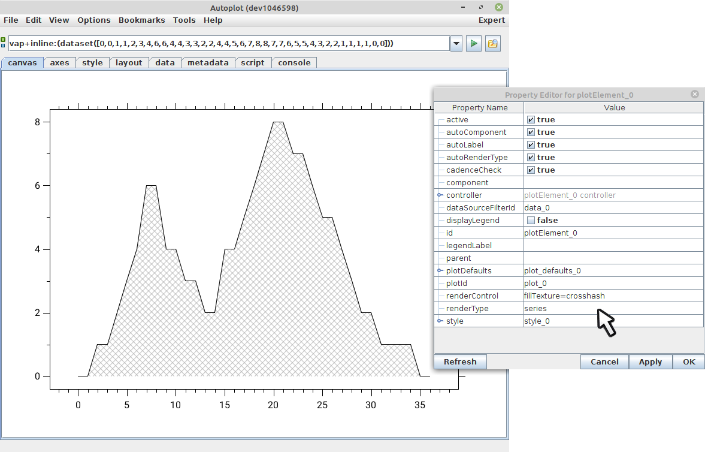 Autoplot (dev1046598)
File Edit View Options Bookmarks Tools Help Expert
vap+inline:(dataset([0,0,1,1,2,3,4,6,6,4,4,3,3,2,2,4,4,5,6,7,8,8,7,7,6,5,5,4,3,2,2,1,1,1,1,0,0]))
canvas axes style layout data metadata script console
8
6
4
2
0
0 5 10 15 20 25 30 35
Property Editor for plotElement_0
Property Name Value
active true
autoComponent true
autoLabel true
autoRenderType true
cadenceCheck true
component
controller plotElement_0 controller
dataSourceFilterId data_0
displayLegend false
id plotElement_0
legendLabel
parent
plotDefaults plot_defaults_0
plotId plot_0
renderControl fillTexture=crosshash
renderType series
style style_0
Refresh Cancel Apply OK